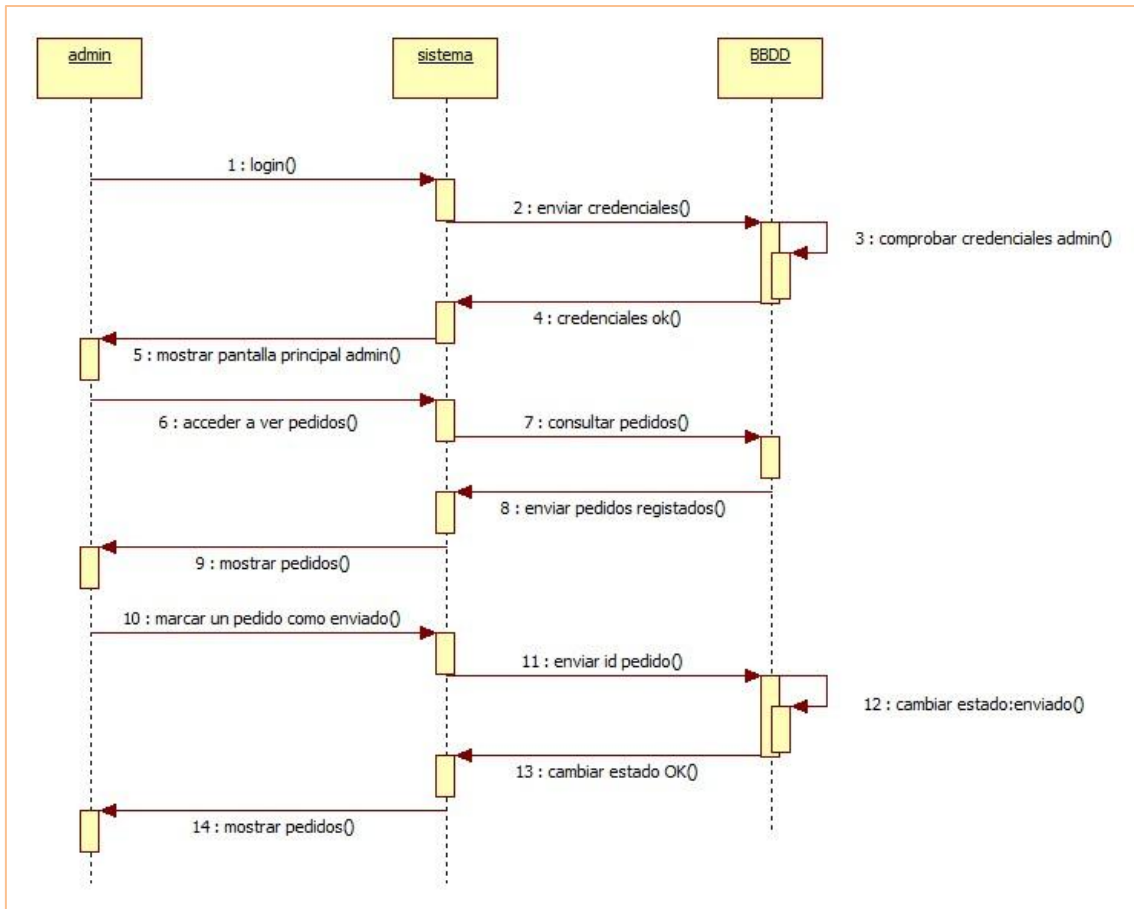 admin
sistema
BBDD
1 : login()
2 : enviar credenciales()
3 : comprobar credenciales admin()
4 : credenciales ok()
5 : mostrar pantalla principal admin()
6 : acceder a ver pedidos()
7 : consultar pedidos()
8 : enviar pedidos registados()
9 : mostrar pedidos()
10 : marcar un pedido como enviado()
11 : enviar id pedido()
12 : cambiar estado:enviado()
13 : cambiar estado OK()
14 : mostrar pedidos()